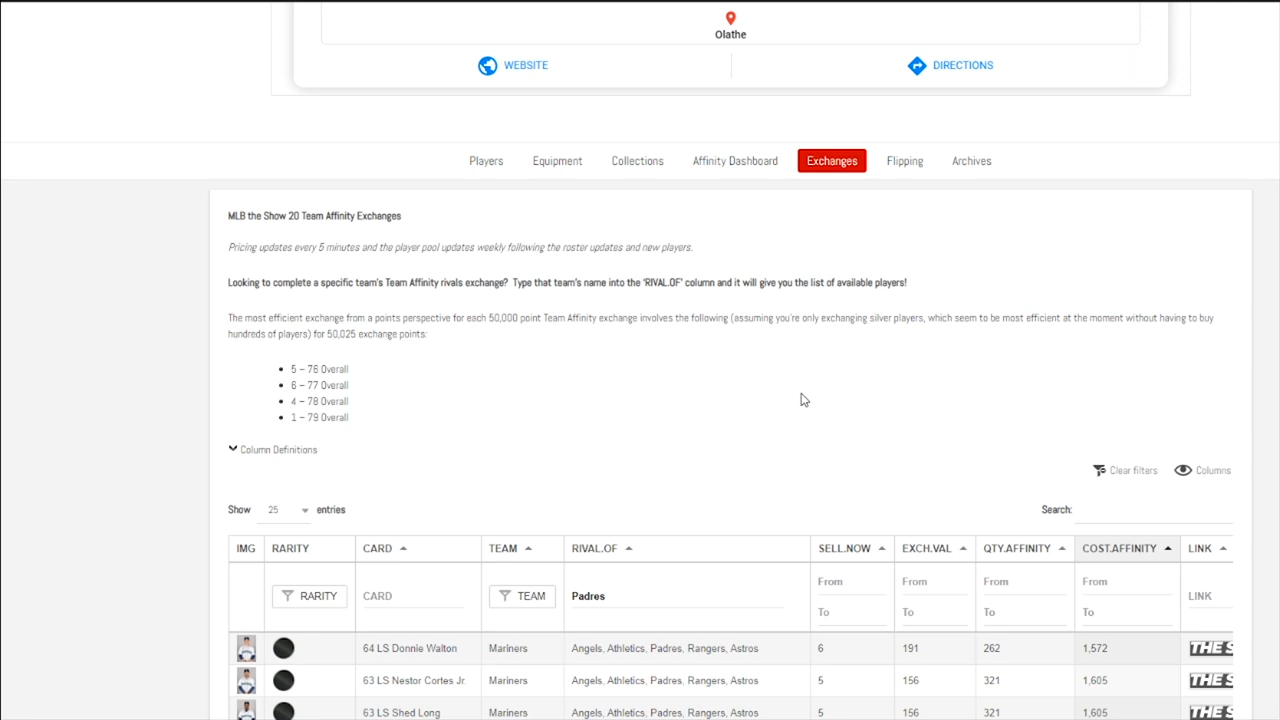 Olathe
WEBSITE
DIRECTIONS
Players Equipment Collections Affinity Dashboard Exchanges Flipping Archives
MLB the Show 20 Team Affinity Exchanges
Pricing updates every 5 minutes and the player pool updates weekly following the roster updates and new players.
Looking to complete a specific team's Team Affinity rivals exchange? Type that team's name into the 'RIVAL.OF' column and it will give you the list of available players!
The most efficient exchange from a points perspective for each 50,000 point Team Affinity exchange involves the following (assuming you're only exchanging silver players, which seem to be most efficient at the moment without having to buy
hundreds of players) for 50,025 exchange points:
5 – 76 Overall
6 – 77 Overall
4 – 78 Overall
1 – 79 Overall
Column Definitions
Clear filters Columns
Show 25 entries Search:
IMG RARITY CARD TEAM RIVAL.OF SELL.NOW EXCH.VAL QTY.AFFINITY COST.AFFINITY LINK
From From From From
RARITY CARD TEAM Padres LINK
To To To To
64 LS Donnie Walton Mariners Angels, Athletics, Padres, Rangers, Astros 6 191 262 1,572 THE S
63 LS Nestor Cortes Jr. Mariners Angels, Athletics, Padres, Rangers, Astros 5 156 321 1,605 THE S
63 LS Shed Long Mariners Angels, Athletics, Padres, Rangers, Astros 5 156 321 1,605 THE S